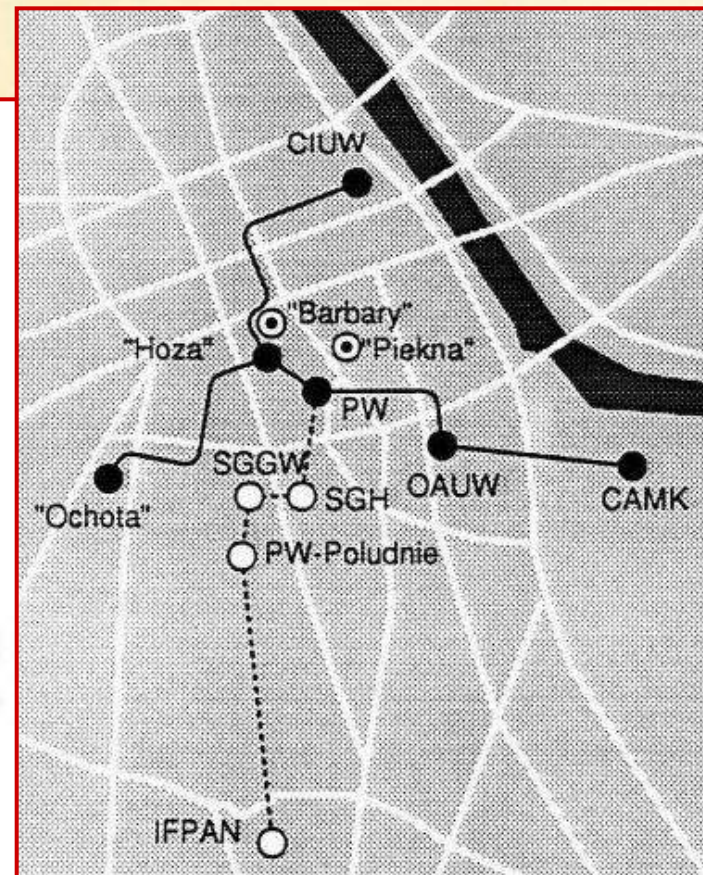 CIUW
"Barbary"
"Hoza"
"Piekna"
PW
SGGW
OAUW
SGH
CAMK
"Ochota"
PW-Poludnie
IFPAN